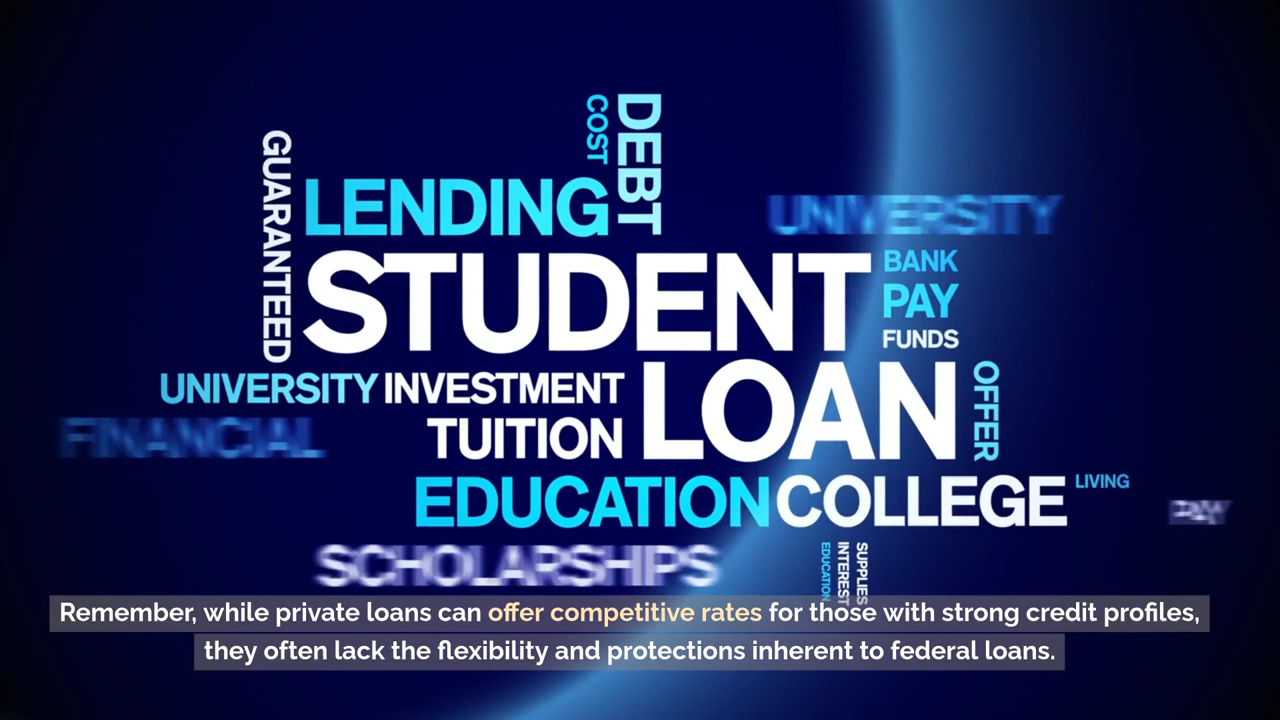 COST
DEBT
GUARANTEED
LENDING
UNIVERSITY
STUDENT
BANK
PAY
FUNDS
UNIVERSITY INVESTMENT
LOAN
OFFER
FINANCIAL
TUITION
EDUCATION COLLEGE
LIVING
PAY
SCHOLARSHIPS
EDUCATION
INTEREST
SUPPLIES
Remember, while private loans can offer competitive rates for those with strong credit profiles,
they often lack the flexibility and protections inherent to federal loans.